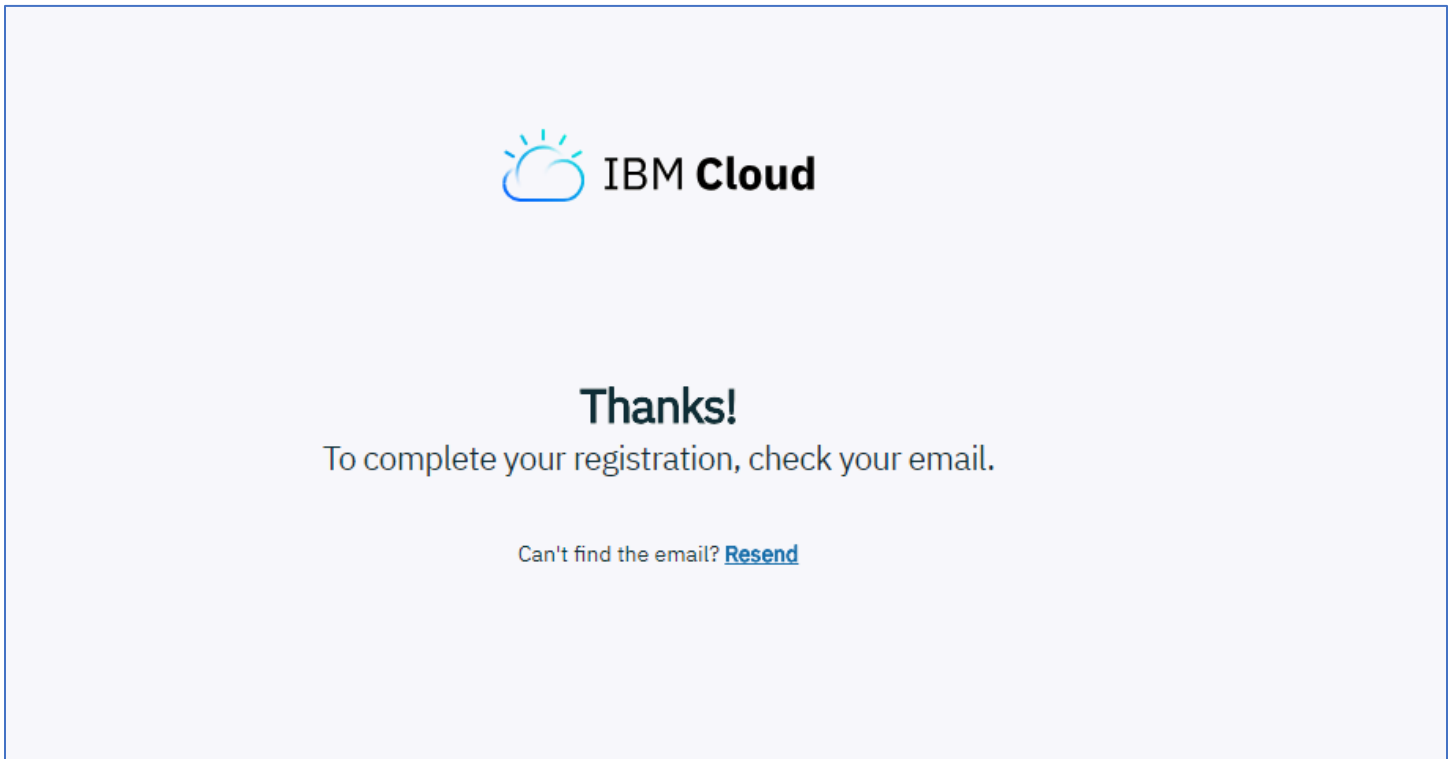 IBM Cloud
Thanks!
To complete your registration, check your email.
Can't find the email? Resend